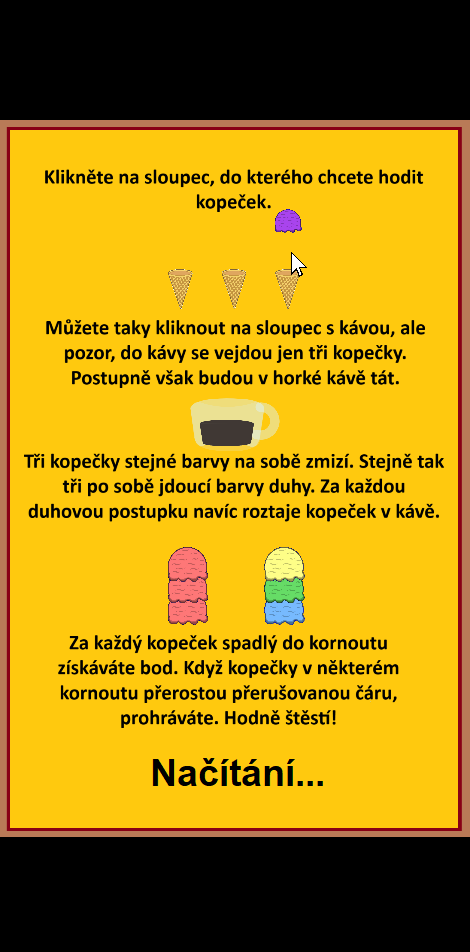 Klikněte na sloupec, do kterého chcete hodit
kopeček.
Můžete taky kliknout na sloupec s kávou, ale
pozor, do kávy se vejdou jen tři kopečky.
Postupně však budou v horké kávě tát.
Tři kopečky stejné barvy na sobě zmizí. Stejně tak
tři po sobě jdoucí barvy duhy. Za každou
duhovou postupku navíc roztaje kopeček v kávě.
Za každý kopeček spadlý do kornoutu
získáváte bod. Když kopečky v některém
kornoutu přerostou přerušovanou čáru,
prohráváte. Hodně štěstí!
Načítání...